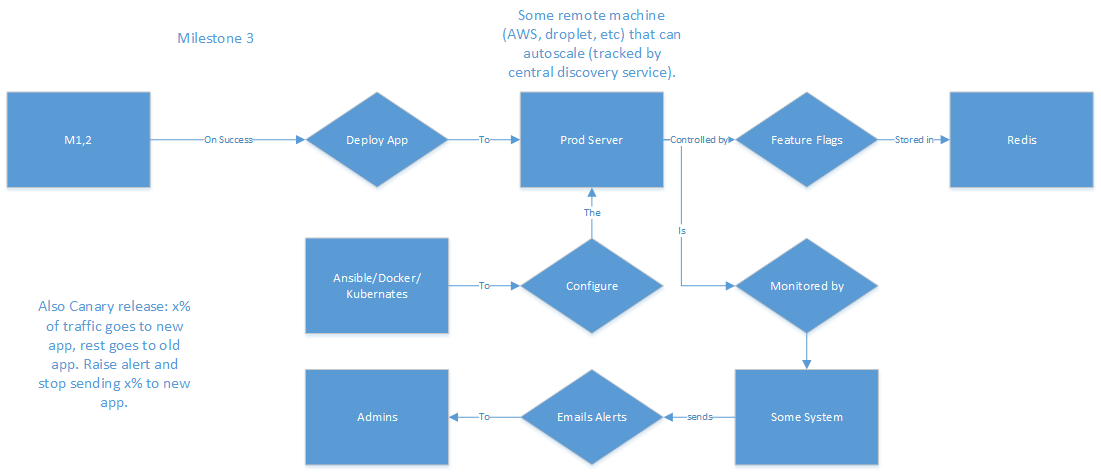 Milestone 3
Some remote machine
(AWS, droplet, etc) that can
autoscale (tracked by
central discovery service).
M1,2
On Success
Deploy App
To
Prod Server
Controlled by
Feature Flags
Stored in
Redis
The
Is
Ansible/Docker/
Kubernates
To
Configure
Monitored by
Also Canary release: x%
of traffic goes to new
app, rest goes to old
app. Raise alert and
stop sending x% to new
app.
Admins
To
Emails Alerts
sends
Some System